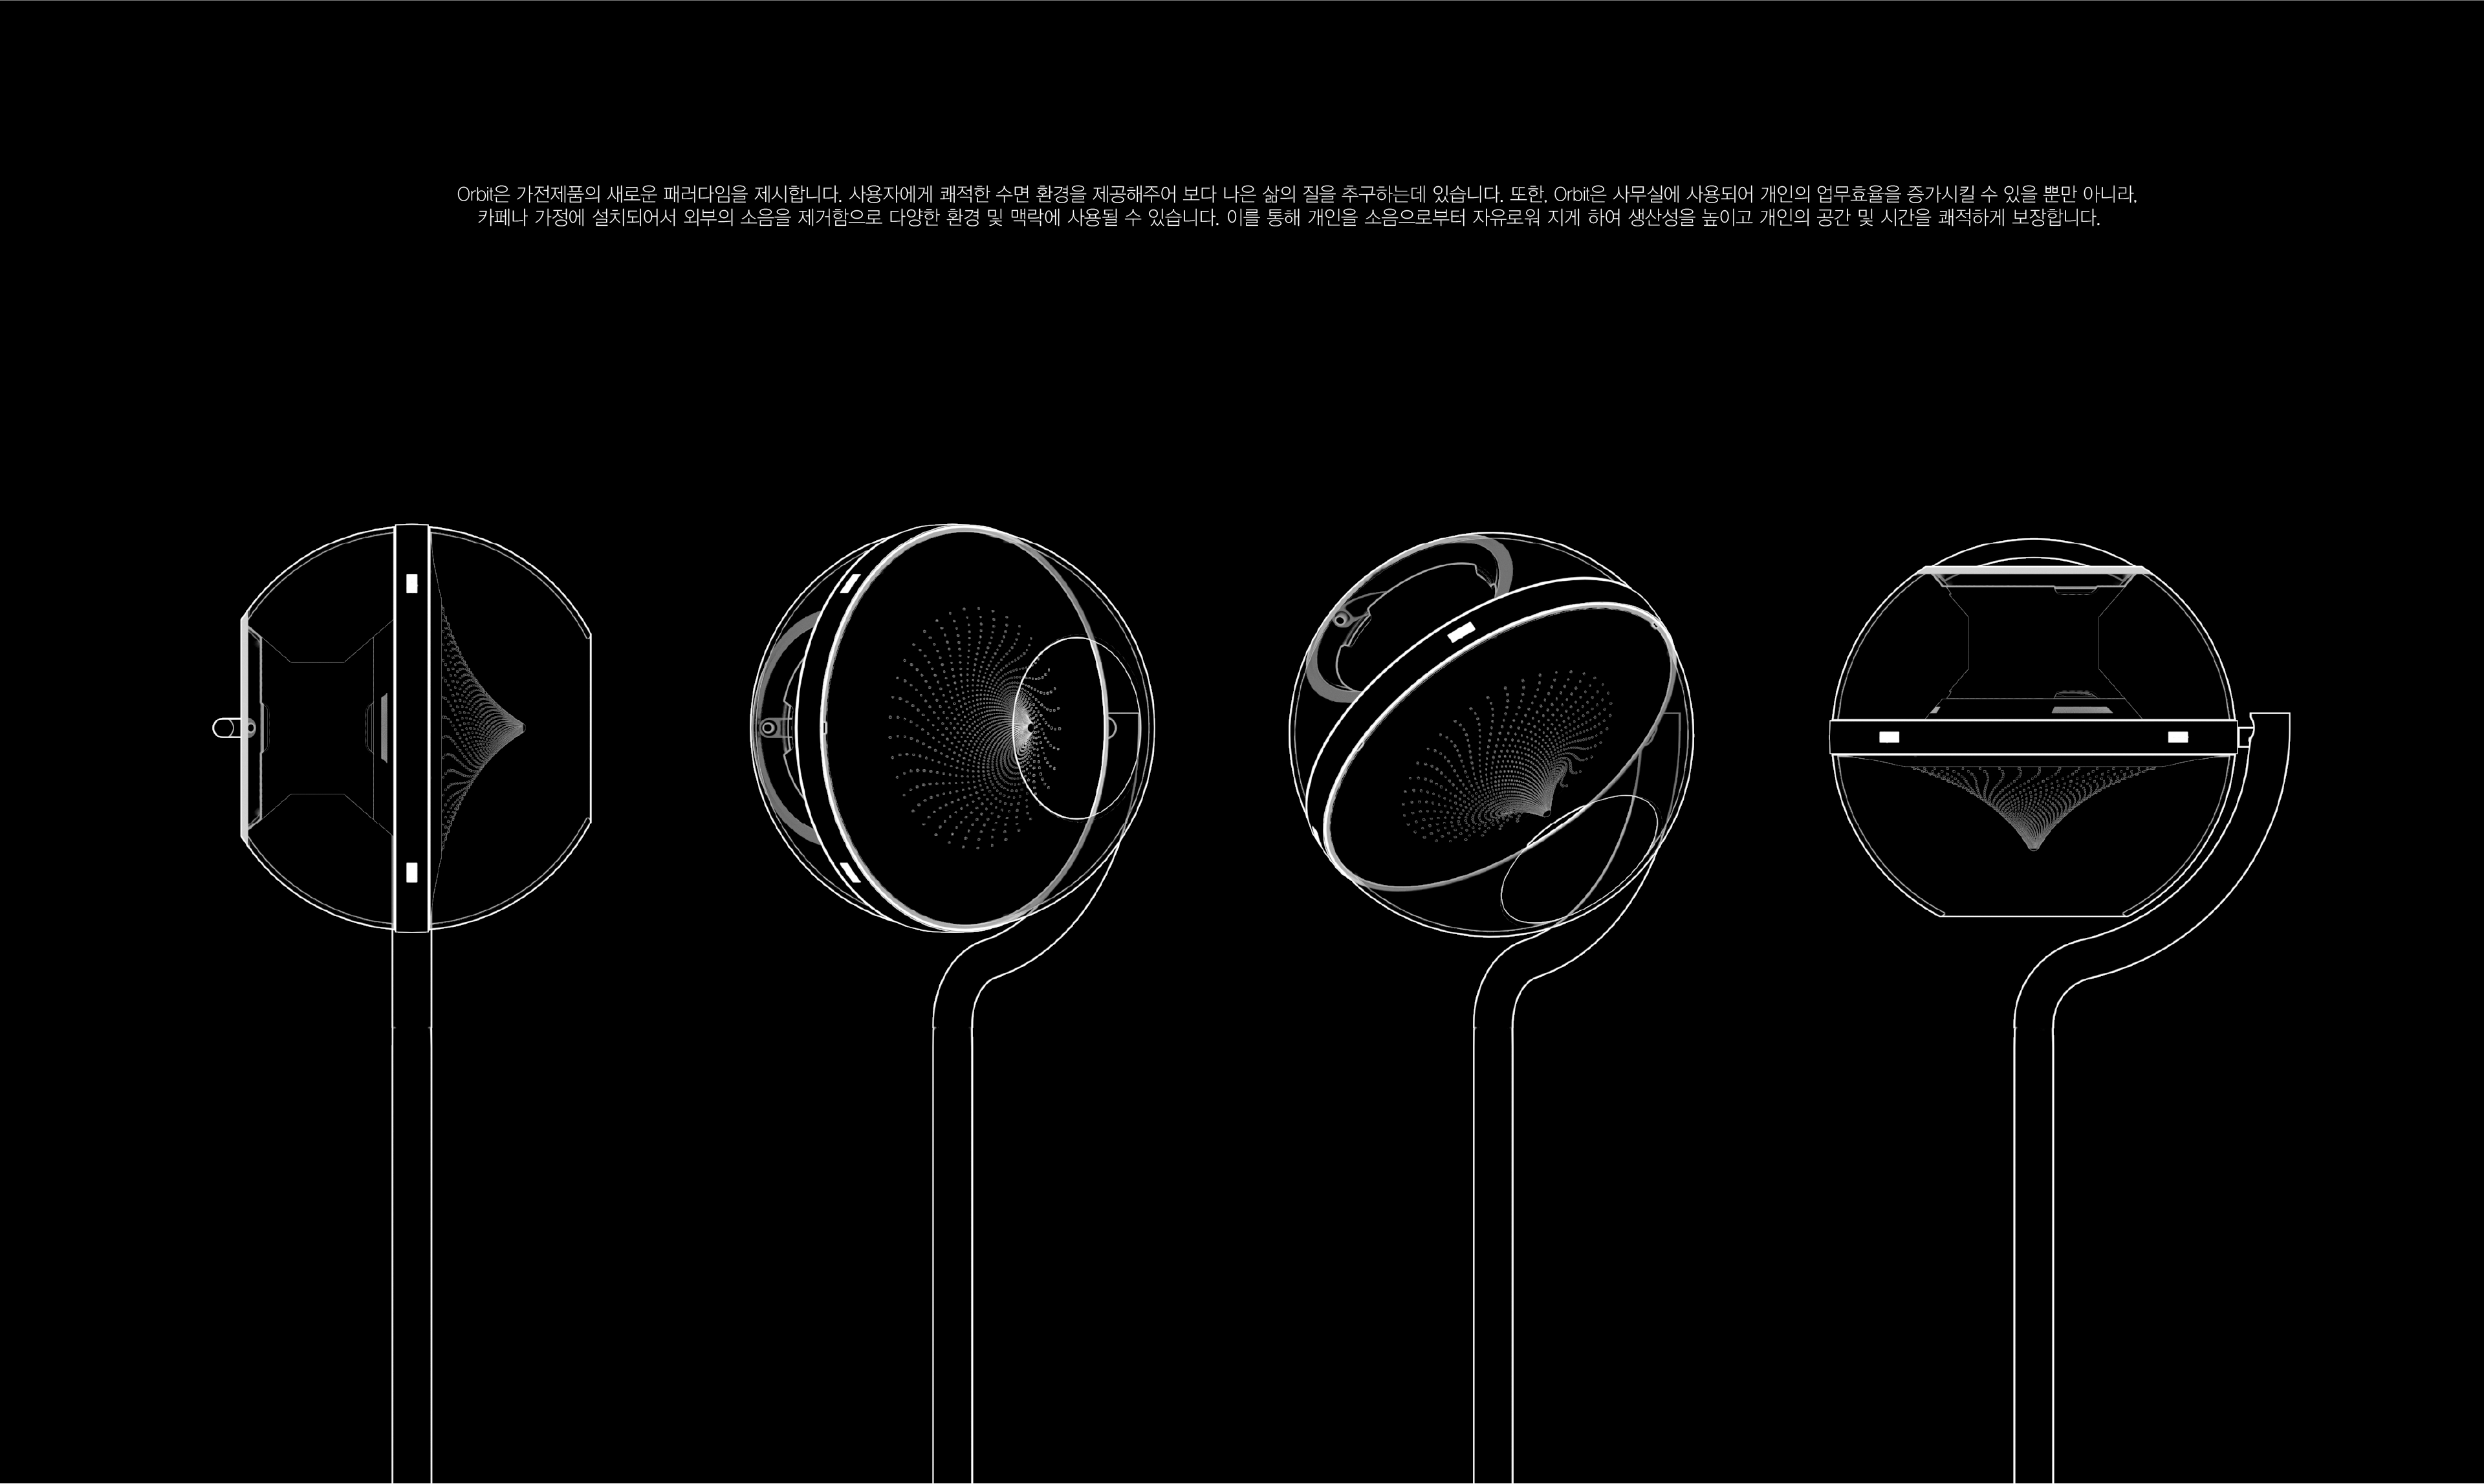 Orbit은 가전제품의 새로운 패러다임을 제시합니다. 사용자에게 쾌적한 수면 환경을 제공해주어 보다 나은 삶의 질을 추구하는데 있습니다. 또한, Orbit은 사무실에 사용되어 개인의 업무효율을 증가시킬 수 있을 뿐만 아니라,
카페나 가정에 설치되어서 외부의 소음을 제거함으로 다양한 환경 및 맥락에 사용될 수 있습니다. 이를 통해 개인을 소음으로부터 자유로워 지게 하여 생산성을 높이고 개인의 공간 및 시간을 쾌적하게 보장합니다.